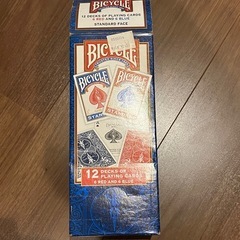 BICYCLE
12 DECKS OF PLAYING CARDS
6 RED AND 6 BLUE
STANDARD FACE
BICYCLE
BICYCLE
BICYCLE
STAN
12 DECKS OF
PLAYING CARDS
6 RED AND 6 BLUE